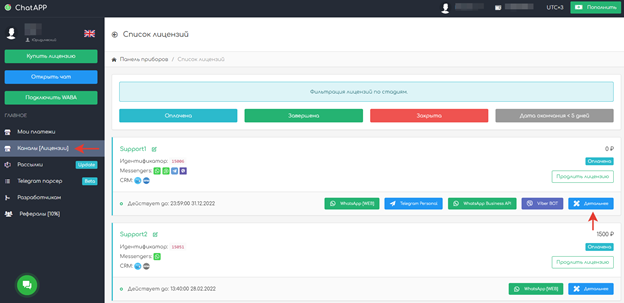 ChatAPP
UTC+3
Пополнить
Юридический
Купить лицензию
Открыть чат
Подключить WABA
ГЛАВНОЕ
Мои платежи
Каналы [Лицензии]
Рассылки
Update
Telegram парсер
Beta
Разработчикам
Рефералы [10%]
Список лицензий
Панель приборов / Список лицензий
Фильтрация лицензий по стадиям.
Оплачена
Завершена
Закрыта
Дата окончания < 5 дней
Support1
0 ₽
Идентификатор:
Оплачена
Messengers:
CRM:
Продлить лицензию
Действует до: 23:59:00 31.12.2022
WhatsApp (WEB)
Telegram Personal
WhatsApp Business API
Viber BOT
Детальнее
Support2
1500 ₽
Идентификатор:
Оплачена
Messengers:
CRM:
Продлить лицензию
Действует до: 13:40:00 28.02.2022
WhatsApp (WEB)
Детальнее